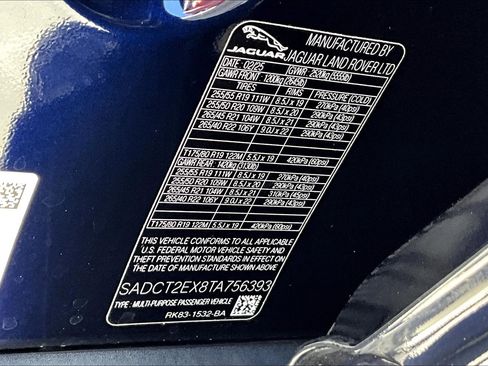 JAGUAR
MANUFACTURED BY
JAGUAR LAND ROVER LTD
DATE 02/25 GVWR 2520kg (5555lb)
GAWR FRONT 1200kg (2645lb)
TIRES RIMS PRESSURE (COLD)
255/55 R19 111W 8.5J x 19 270kPa (40psi)
255/50 R20 109W 8.5J x 20 290kPa (43psi)
265/45 R21 104W 8.5J x 21 290kPa (43psi)
265/40 R22 106Y 9.0J x 22 290kPa (43psi)
T175/80 R19 122M 5.5J x 19 420kPa (60psi)
GAWR REAR 1420kg (3130lb)
255/55 R19 111W 8.5J x 19 270kPa (40psi)
255/50 R20 109W 8.5J x 20 290kPa (43psi)
265/45 R21 104W 8.5J x 21 310kPa (45psi)
265/40 R22 106Y 9.0J x 22 290kPa (43psi)
T175/80 R19 122M 5.5J x 19 420kPa (60psi)
THIS VEHICLE CONFORMS TO ALL APPLICABLE
U.S. FEDERAL MOTOR VEHICLE SAFETY AND
THEFT PREVENTION STANDARDS IN EFFECT ON
THE DATE OF MANUFACTURE SHOWN ABOVE.
SADCT2EX8TA756393
TYPE: MULTI-PURPOSE PASSENGER VEHICLE
RK83-1532-BA